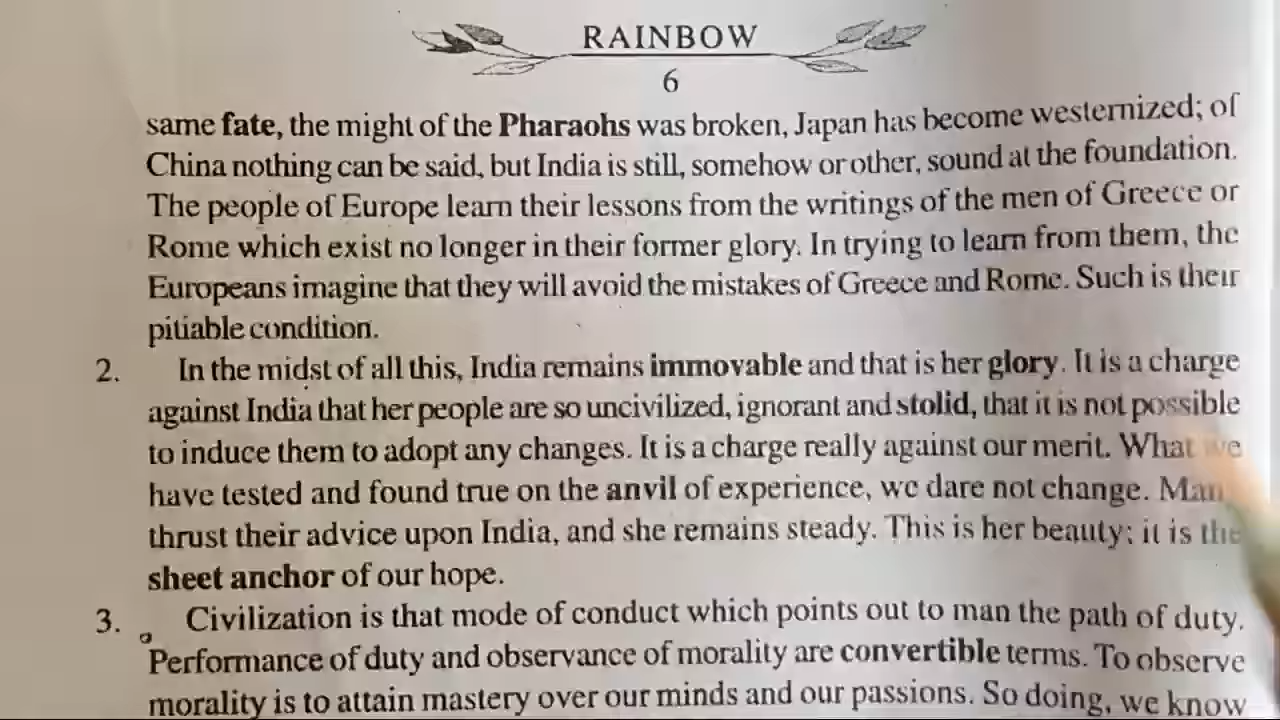 RAINBOW
6
same fate, the might of the Pharaohs was broken, Japan has become westernized; of
China nothing can be said, but India is still, somehow or other, sound at the foundation.
The people of Europe learn their lessons from the writings of the men of Greece or
Rome which exist no longer in their former glory. In trying to learn from them, the
Europeans imagine that they will avoid the mistakes of Greece and Rome. Such is their
pitiable condition.
2. In the midst of all this, India remains immovable and that is her glory. It is a charge
against India that her people are so uncivilized, ignorant and stolid, that it is not possible
to induce them to adopt any changes. It is a charge really against our merit. What we
have tested and found true on the anvil of experience, we dare not change. Man
thrust their advice upon India, and she remains steady. This is her beauty; it is the
sheet anchor of our hope.
3. Civilization is that mode of conduct which points out to man the path of duty.
Performance of duty and observance of morality are convertible terms. To observe
morality is to attain mastery over our minds and our passions. So doing, we know